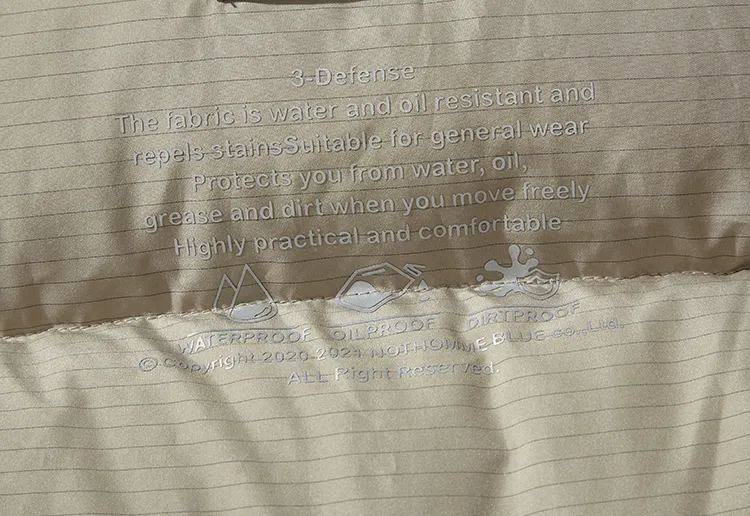 3-Defense
The fabric is water and oil resistant and
repels stainsSuitable for general wear
Protects you from water, oil,
grease and dirt when you move freely
Highly practical and comfortable
WATERPROOF OILPROOF DIRTPROOF
© Copyright 2020-2021 NOTHOMME BLUE co., Ltd.
ALL Right Reserved.